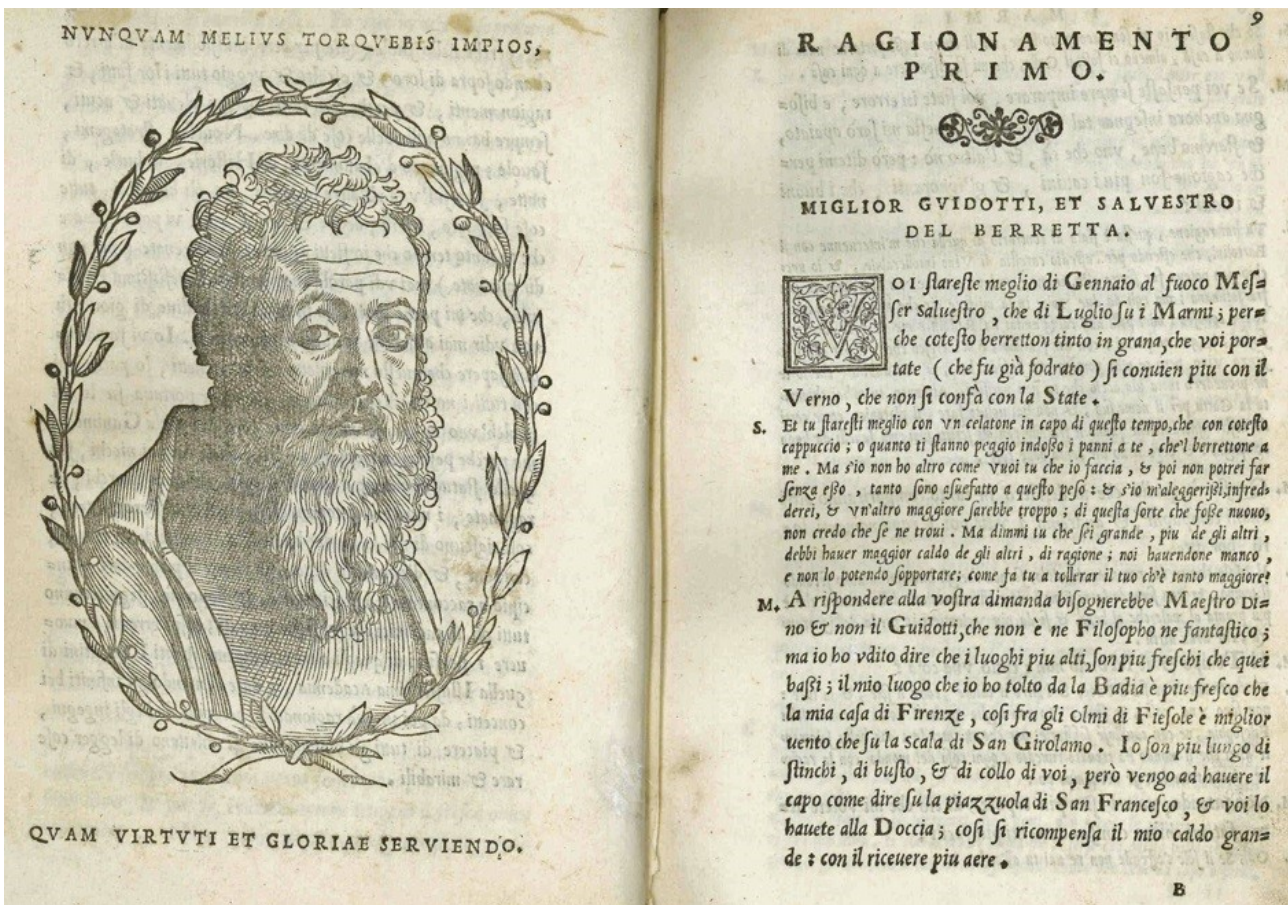 NVNQVAM MELIVS TORQVEBIS IMPIOS,
QVAM VIRTVTI ET GLORIAE SERVIENDO.
9
RAGIONAMENTO
PRIMO.
MIGLIOR GVIDOTTI, ET SALVESTRO
DEL BERRETTA.
VOI ſtareſte meglio di Gennaio al fuoco Meſ=
ſer Salueſtro, che di Luglio ſu i Marmi; per=
che coteſto berretton tinto in grana, che voi por=
tate (che fu già fodrato) ſi conuien piu con il
Verno, che non ſi confà con la State.
S. Et tu ſtareſti meglio con vn celatone in capo di queſto tempo, che con coteſto
cappuccio; o quanto ti ſtanno peggio indoſſo i panni a te, che'l berrettone a
me. Ma s'io non ho altro come vuoi tu che io faccia, & poi non potrei far
ſenza eſſo, tanto ſono aſuefatto a queſto peſo: & s'io m'aleggeriſſi, infred=
derei, & vn'altro maggiore ſarebbe troppo; di queſta ſorte che foſſe nuouo,
non credo che ſe ne troui. Ma dimmi tu che ſei grande, piu de gli altri,
debbi hauer maggior caldo de gli altri, di ragione; noi hauendone manco,
e non lo potendo ſopportare; come fa tu a tollerar il tuo ch'è tanto maggiore?
M. A riſpondere alla voſtra dimanda biſognerebbe Maeſtro Di=
no & non il Guidotti, che non è ne Filoſopho ne fantaſtico;
ma io ho vdito dire che i luoghi piu alti, ſon piu freſchi che quei
baſſi; il mio luogo che io ho tolto da la Badia è piu freſco che
la mia caſa di Firenze, coſi fra gli olmi di Fieſole è miglior
uento che ſu la scala di San Girolamo. Io ſon piu lungo di
ſtinchi, di buſto, & di collo di voi, però vengo ad hauere il
capo come dire ſu la piazzuola di San Franceſco, & voi lo
hauete alla Doccia; coſi ſi ricompenſa il mio caldo gran=
de: con il riceuere piu aere.
B